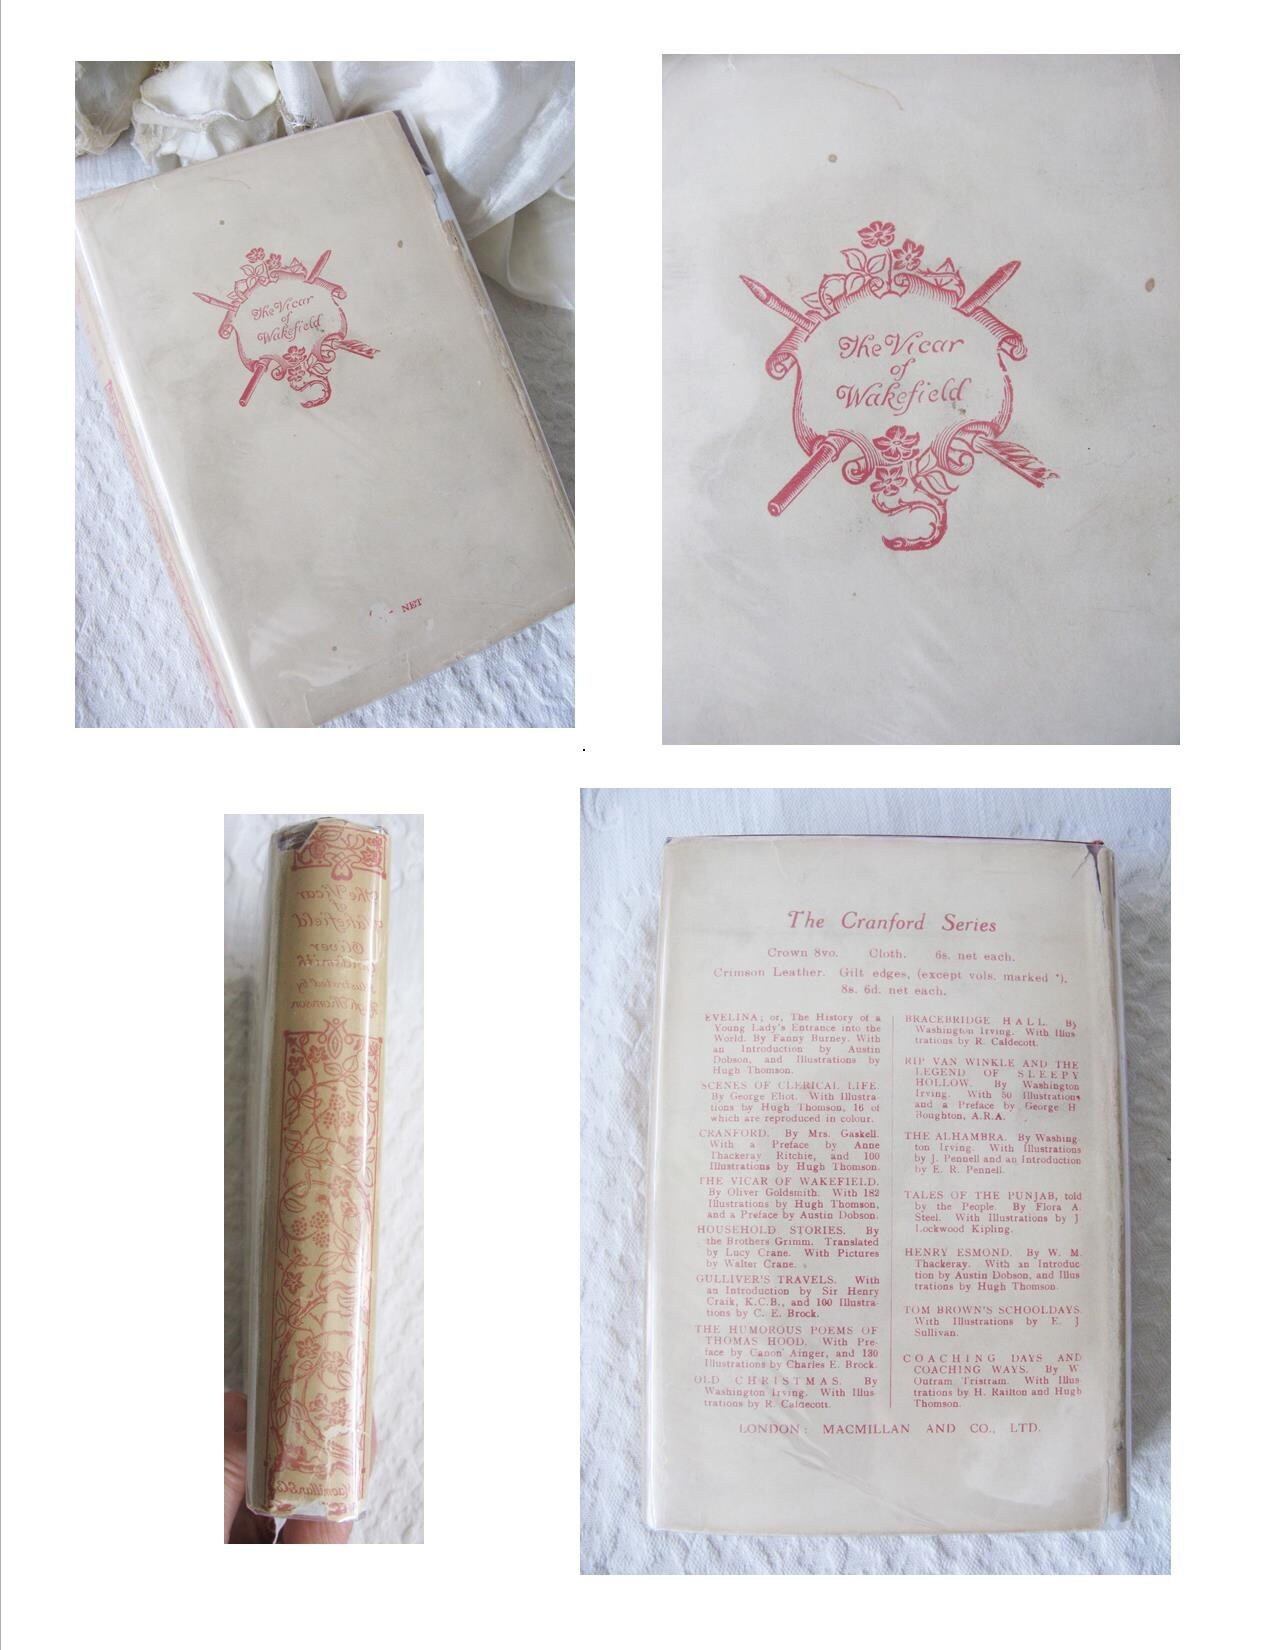 The Vicar
of
Wakefield
NET
The Vicar
of
Wakefield
The Vicar
of
Wakefield
Oliver
Goldsmith
Illustrated by
Hugh Thomson
Macmillan & Co
The Cranford Series
Crown 8vo. Cloth. 6s. net each.
Crimson Leather. Gilt edges, (except vols. marked *),
8s. 6d. net each.
EVELINA; or, The History of a
Young Lady's Entrance into the
World. By Fanny Burney. With
an Introduction by Austin
Dobson, and Illustrations by
Hugh Thomson.
SCENES OF CLERICAL LIFE.
By George Eliot. With Illustra-
tions by Hugh Thomson, 16 of
which are reproduced in colour.
CRANFORD. By Mrs. Gaskell.
With a Preface by Anne
Thackeray Ritchie, and 100
Illustrations by Hugh Thomson.
THE VICAR OF WAKEFIELD.
By Oliver Goldsmith. With 182
Illustrations by Hugh Thomson,
and a Preface by Austin Dobson.
HOUSEHOLD STORIES. By
the Brothers Grimm. Translated
by Lucy Crane. With Pictures
by Walter Crane.
GULLIVER'S TRAVELS. With
an Introduction by Sir Henry
Craik, K.C.B., and 100 Illustra-
tions by C. E. Brock.
THE HUMOROUS POEMS OF
THOMAS HOOD. With Pre-
face by Canon Ainger, and 130
Illustrations by Charles E. Brock.
OLD CHRISTMAS. By
Washington Irving. With Illus-
trations by R. Caldecott.
BRACEBRIDGE HALL. By
Washington Irving. With Illus
trations by R. Caldecott.
RIP VAN WINKLE AND THE
LEGEND OF SLEEPY
HOLLOW. By Washington
Irving. With 50 Illustrations
and a Preface by George H
Boughton, A.R.A.
THE ALHAMBRA. By Washing
ton Irving. With Illustrations
by J. Pennell and an Introduction
by E. R. Pennell.
TALES OF THE PUNJAB, told
by the People. By Flora A.
Steel. With Illustrations by J
Lockwood Kipling.
HENRY ESMOND. By W. M.
Thackeray. With an Introduc
tion by Austin Dobson, and Illus
trations by Hugh Thomson.
TOM BROWN'S SCHOOLDAYS.
With Illustrations by E. J
Sullivan.
COACHING DAYS AND
COACHING WAYS. By W
Outram Tristram. With Illus-
trations by H. Railton and Hugh
Thomson.
LONDON: MACMILLAN AND CO., LTD.